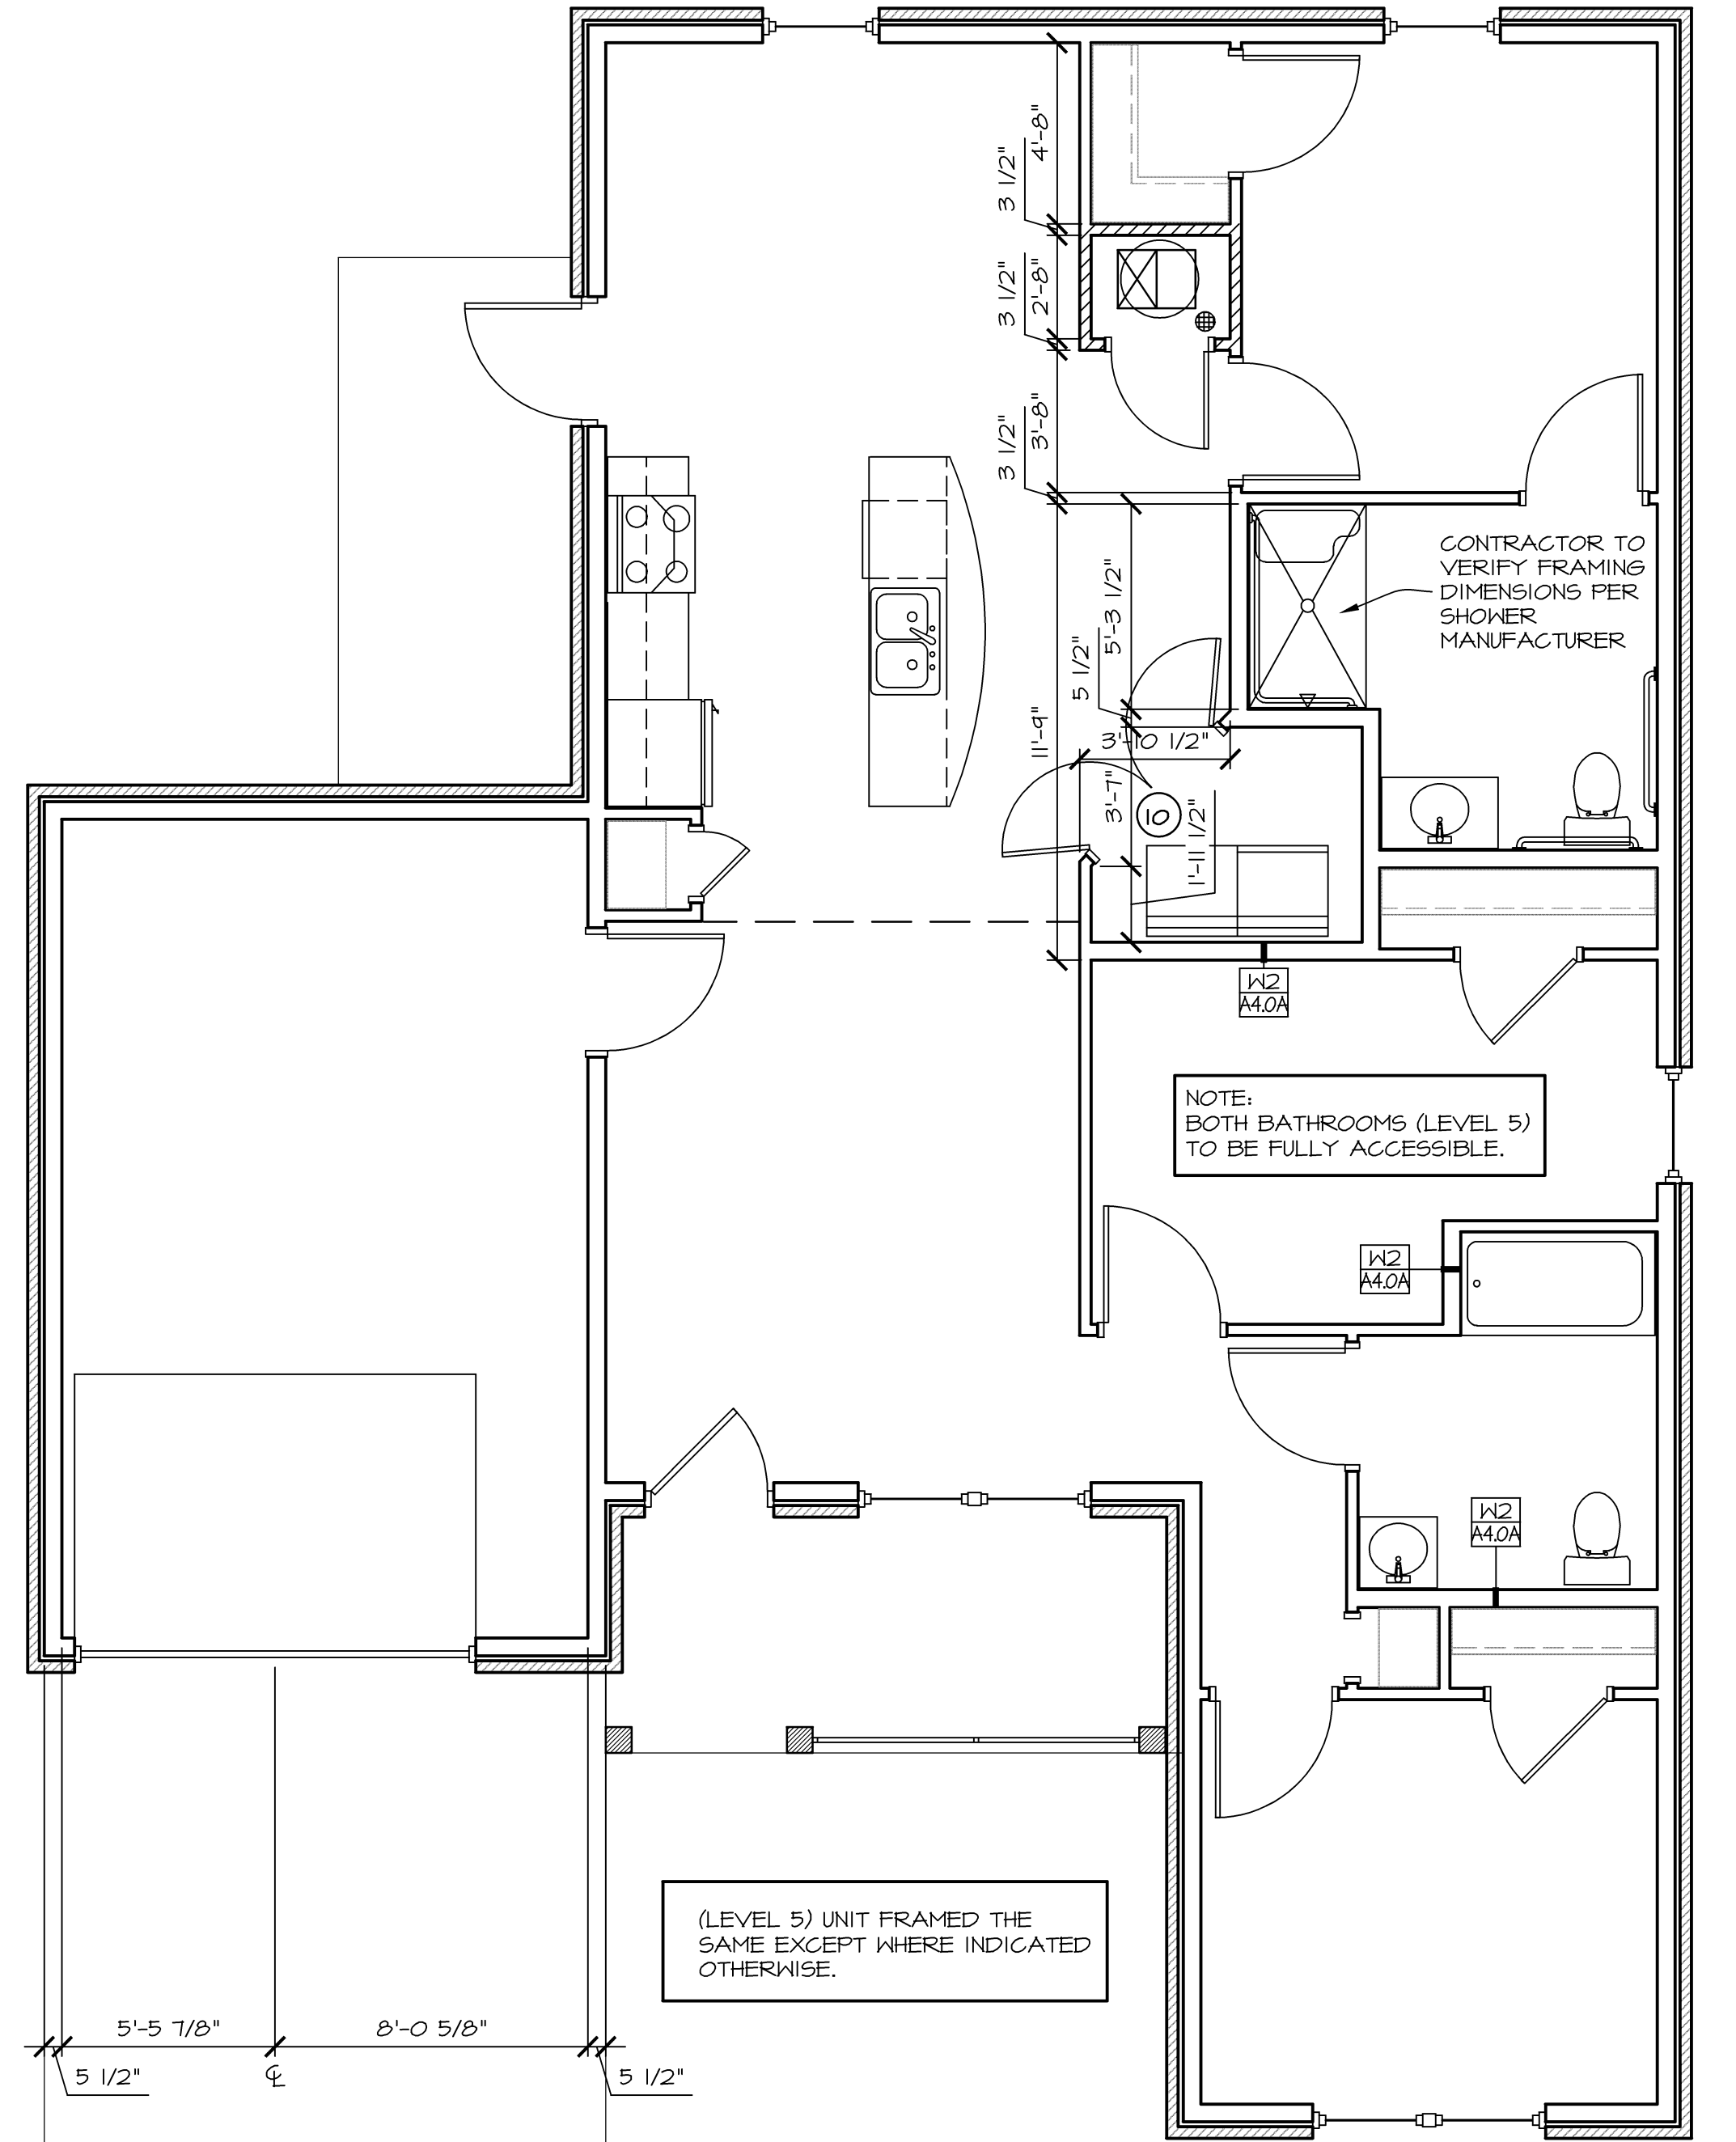 4'-8"
3 1/2"
2'-8"
3 1/2"
3'-8"
3 1/2"
CONTRACTOR TO
VERIFY FRAMING
DIMENSIONS PER
SHOWER
MANUFACTURER
5'-3 1/2"
5 1/2"
11'-9"
3'-10 1/2"
3'-7"
10
1'-11 1/2"
W2
A4.0A
NOTE:
BOTH BATHROOMS (LEVEL 5)
TO BE FULLY ACCESSIBLE.
W2
A4.0A
W2
A4.0A
(LEVEL 5) UNIT FRAMED THE
SAME EXCEPT WHERE INDICATED
OTHERWISE.
5'-5 7/8"
8'-0 5/8"
5 1/2"
℄
5 1/2"